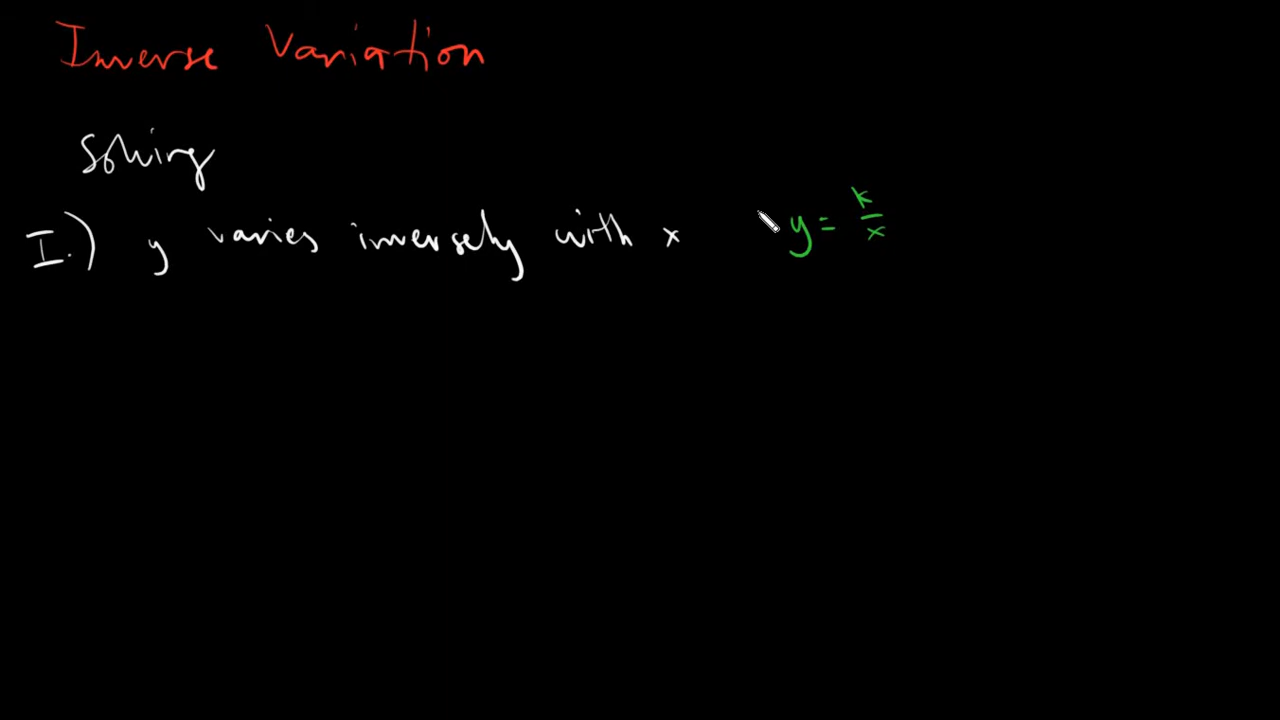 Inverse Variation
Solving
I.) y varies inversely with x y = k/x